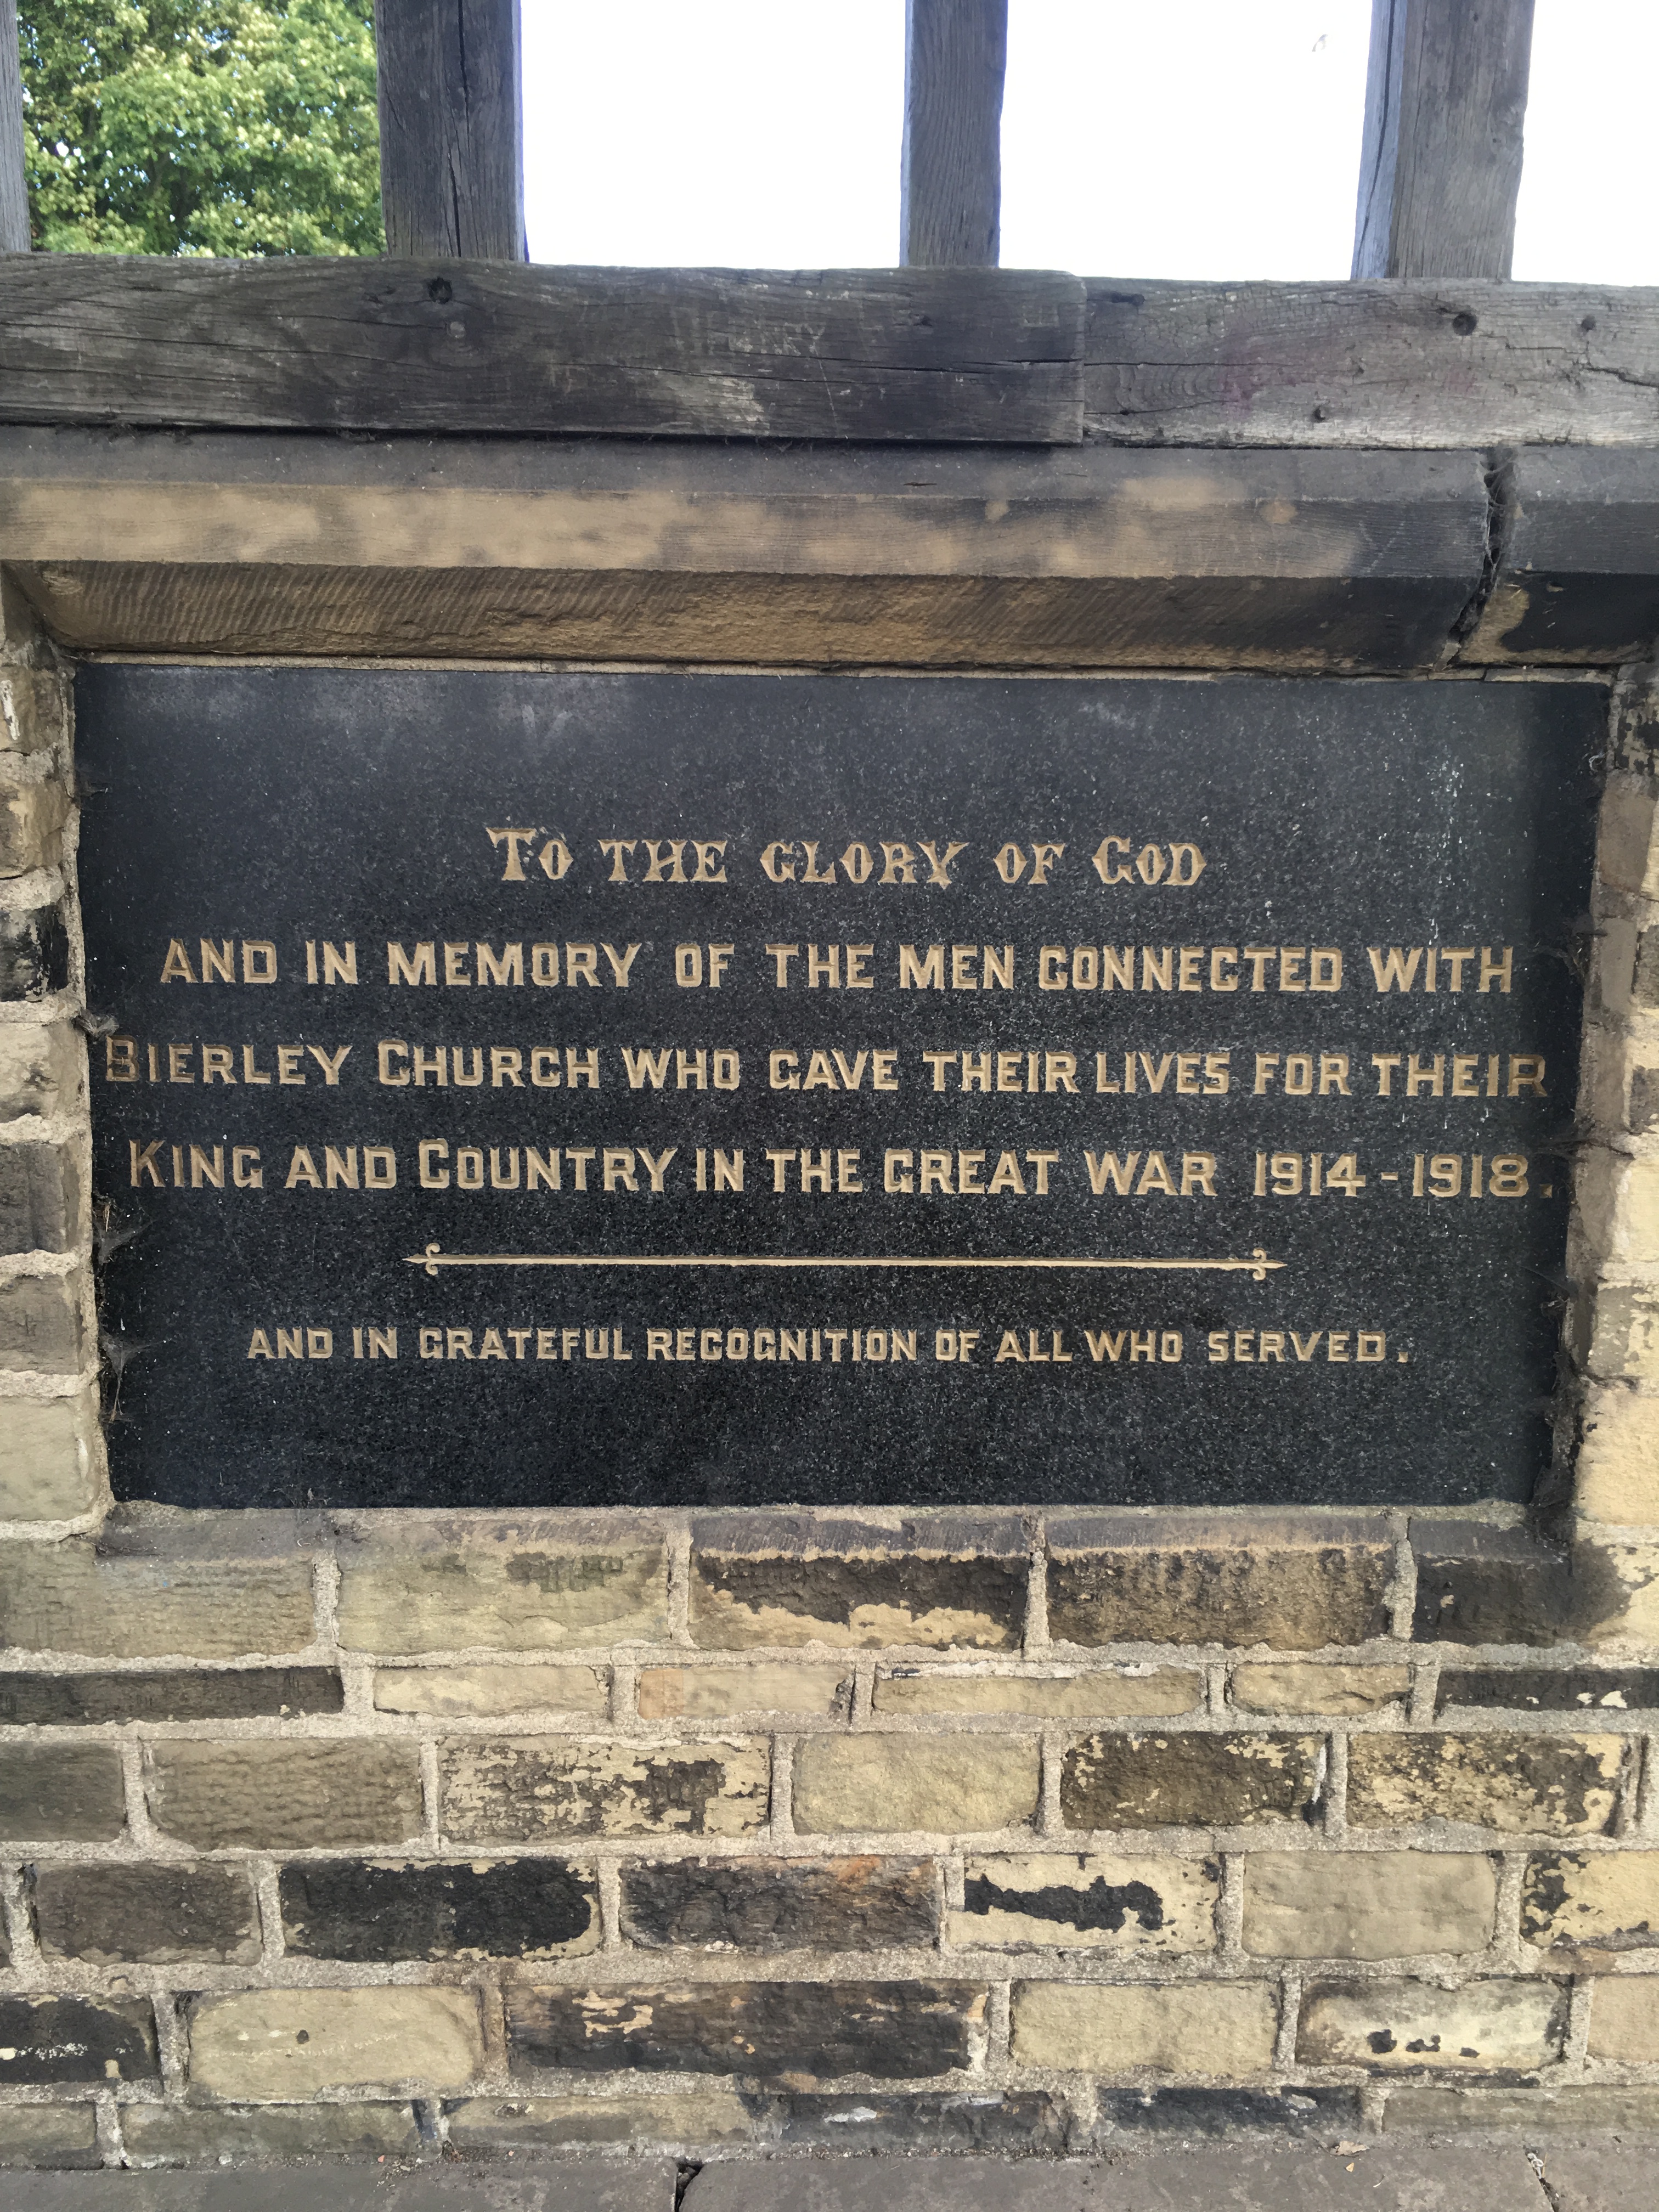 To the glory of God
AND IN MEMORY OF THE MEN CONNECTED WITH
BIERLEY CHURCH WHO GAVE THEIR LIVES FOR THEIR
KING AND COUNTRY IN THE GREAT WAR 1914-1918.
AND IN GRATEFUL RECOGNITION OF ALL WHO SERVED.